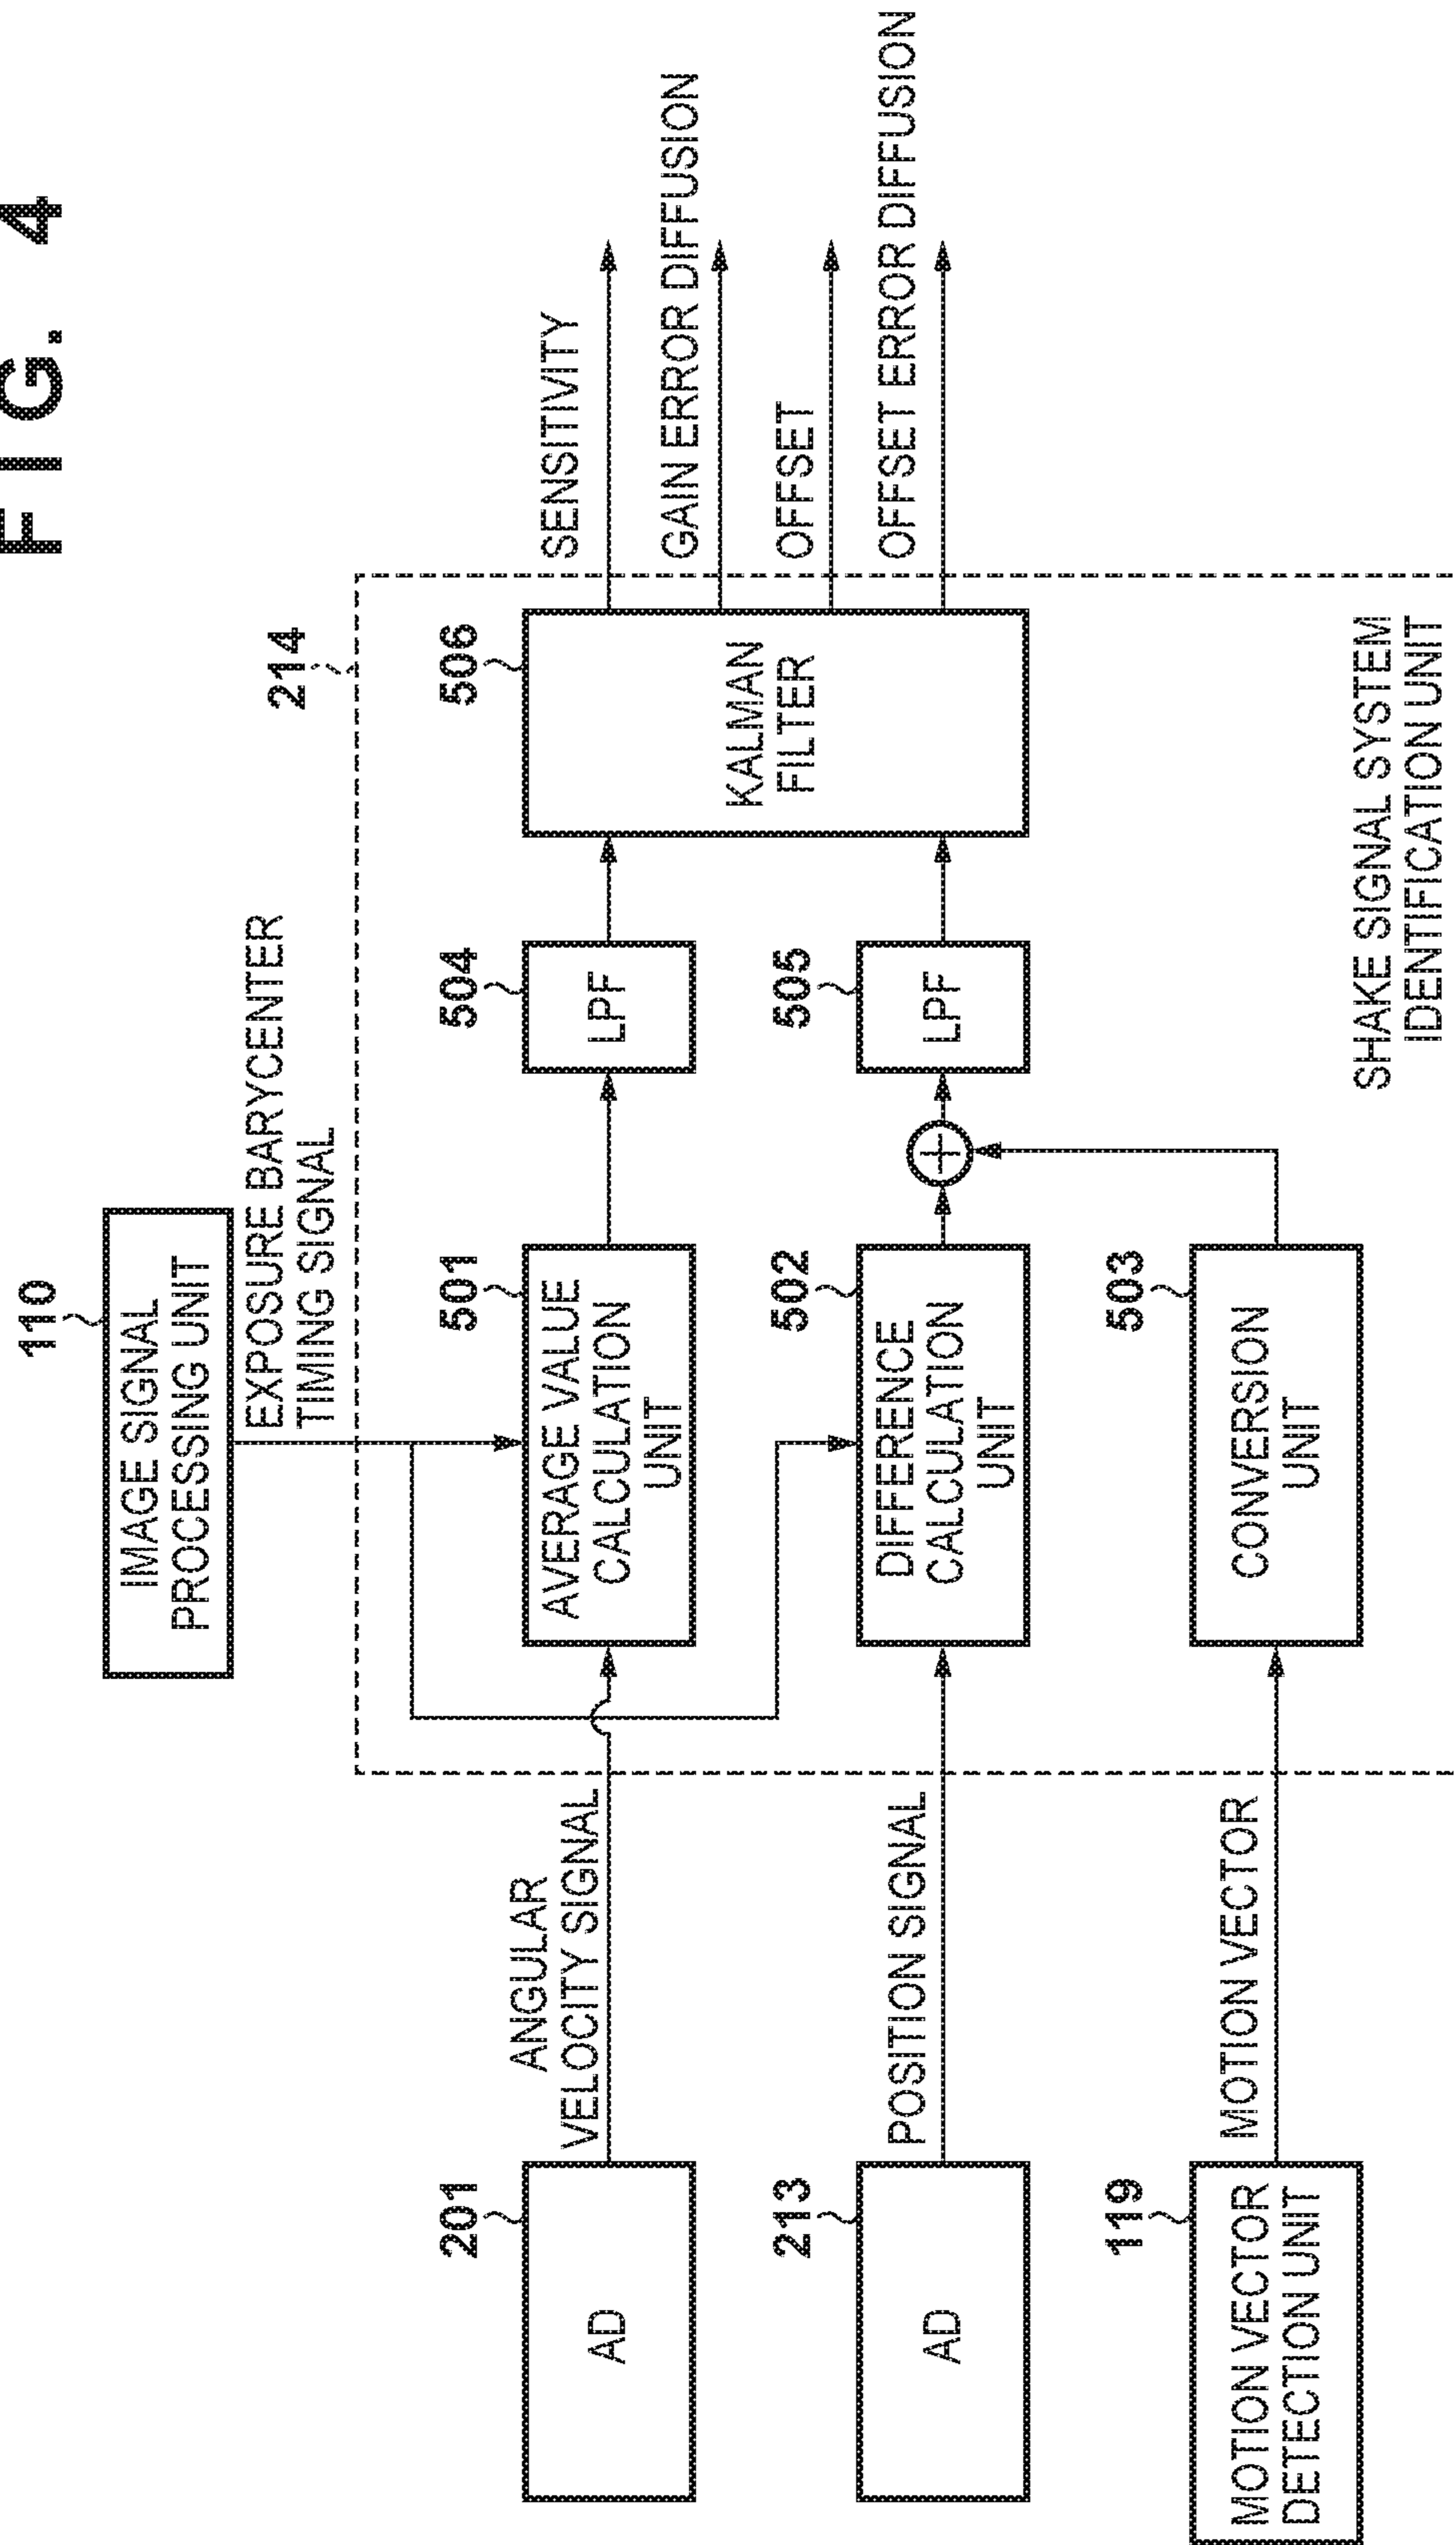 FIG. 4
110
IMAGE SIGNAL
PROCESSING UNIT
EXPOSURE BARYCENTER
TIMING SIGNAL
214
201
AD
ANGULAR
VELOCITY SIGNAL
501
AVERAGE VALUE
CALCULATION
UNIT
504
LPF
506
KALMAN
FILTER
SENSITIVITY
GAIN ERROR DIFFUSION
OFFSET
OFFSET ERROR DIFFUSION
213
AD
POSITION SIGNAL
502
DIFFERENCE
CALCULATION
UNIT
+
505
LPF
119
MOTION VECTOR
DETECTION UNIT
MOTION VECTOR
503
CONVERSION
UNIT
SHAKE SIGNAL SYSTEM
IDENTIFICATION UNIT